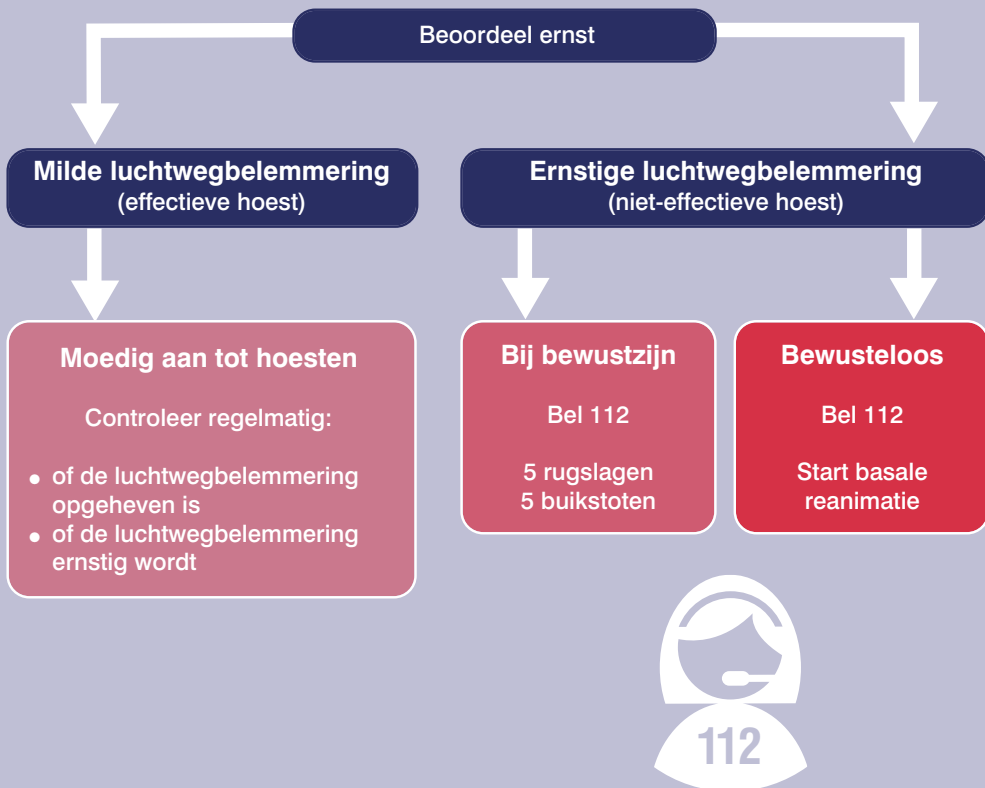 Beoordeel ernst
Milde luchtwegbelemmering
(effectieve hoest)
Ernstige luchtwegbelemmering
(niet-effectieve hoest)
Moedig aan tot hoesten
Controleer regelmatig:
• of de luchtwegbelemmering
opgeheven is
• of de luchtwegbelemmering
ernstig wordt
Bij bewustzijn
Bel 112
5 rugslagen
5 buikstoten
Bewusteloos
Bel 112
Start basale
reanimatie
112